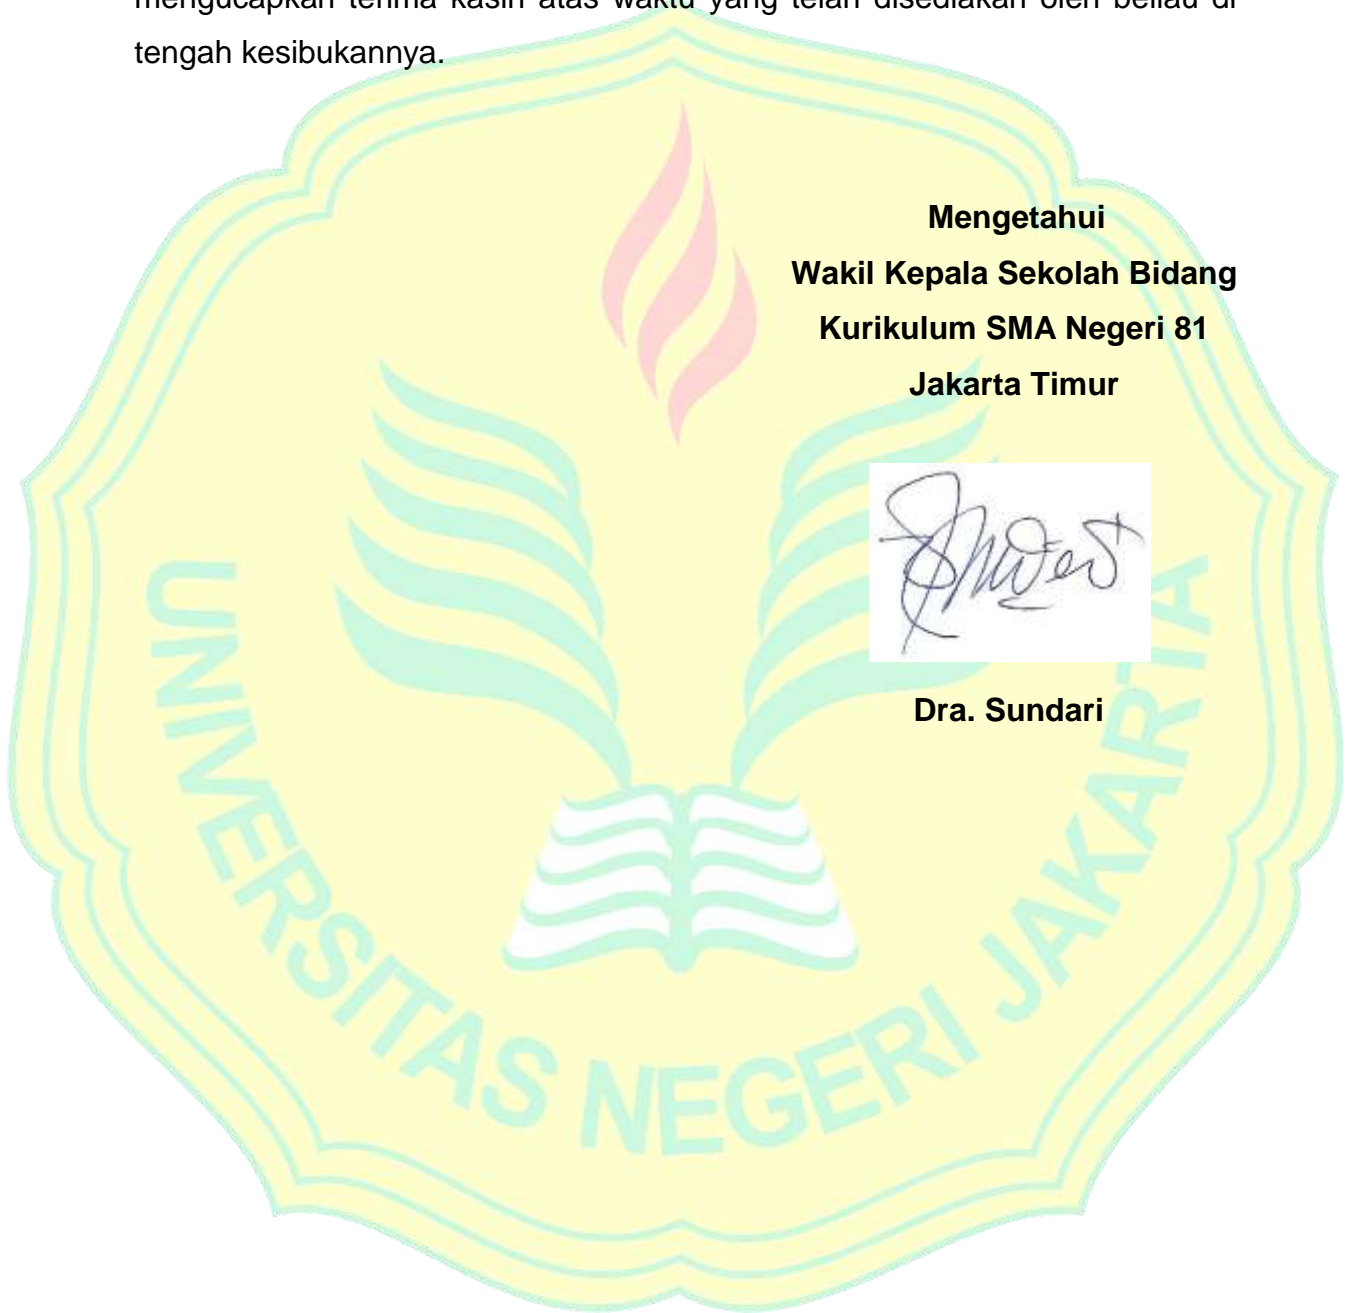 mengucapkan terima kasih atas waktu yang telah disediakan oleh beliau di
tengah kesibukannya.
Mengetahui
Wakil Kepala Sekolah Bidang
Kurikulum SMA Negeri 81
Jakarta Timur
Dra. Sundari
UNIVERSITAS NEGERI JAKARTA